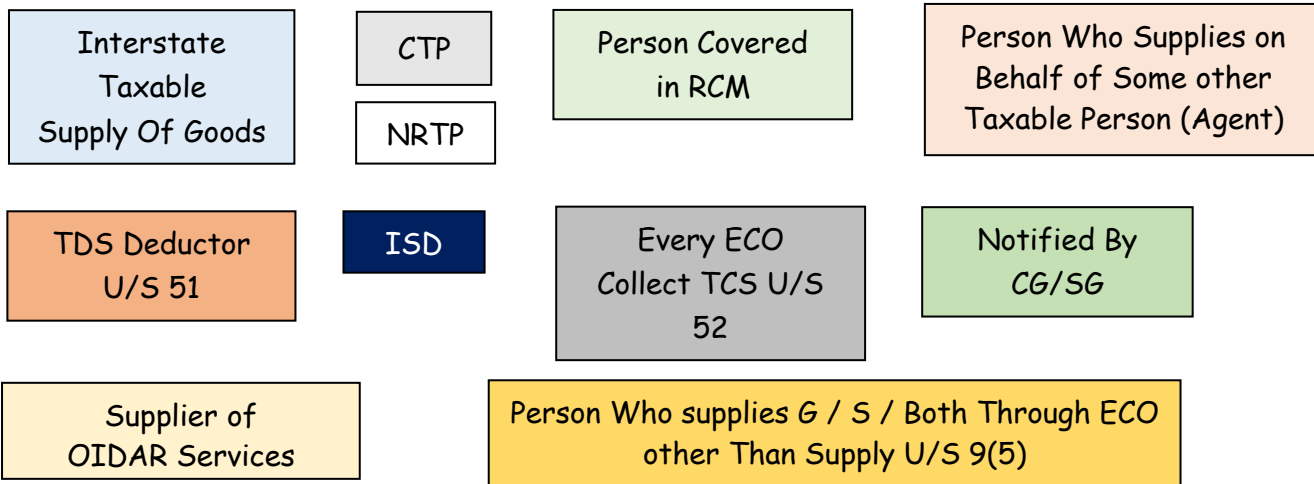 Interstate
Taxable
Supply Of Goods
CTP
NRTP
Person Covered
in RCM
Person Who Supplies on
Behalf of Some other
Taxable Person (Agent)
TDS Deductor
U/S 51
ISD
Every ECO
Collect TCS U/S
52
Notified By
CG/SG
Supplier of
OIDAR Services
Person Who supplies G / S / Both Through ECO
other Than Supply U/S 9(5)